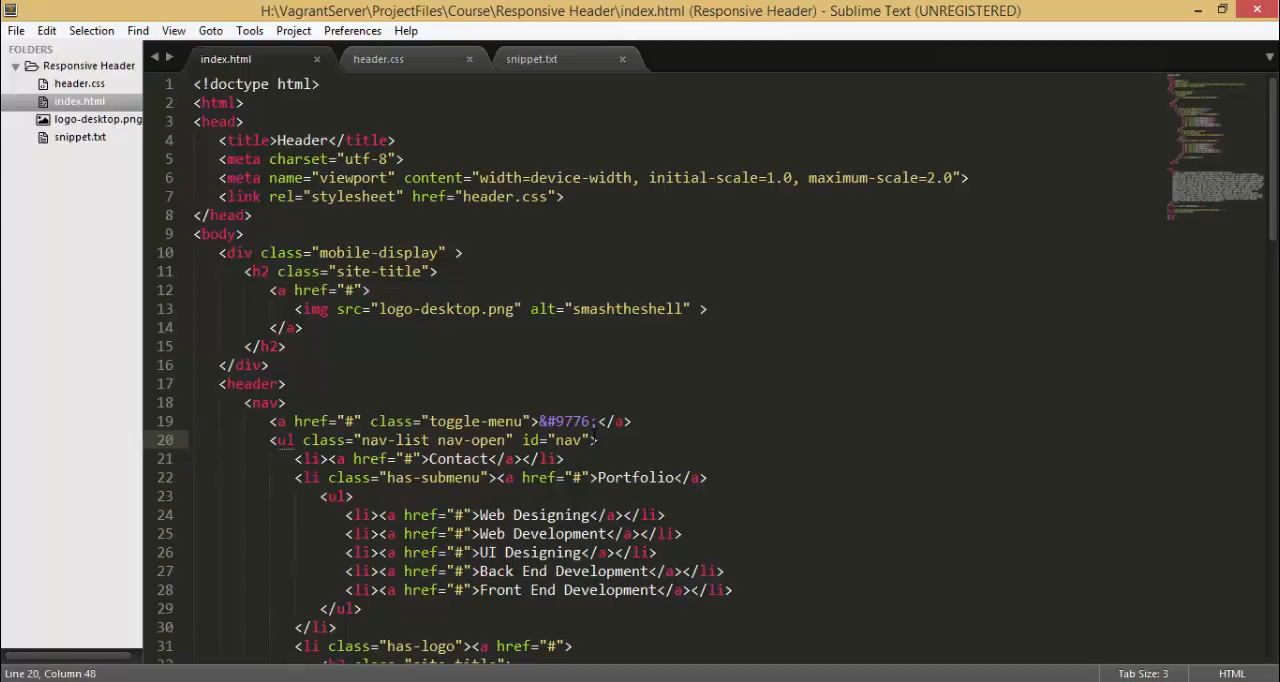 H:\VagrantServer\ProjectFiles\Course\Responsive Header\index.html (Responsive Header) - Sublime Text (UNREGISTERED)
File Edit Selection Find View Goto Tools Project Preferences Help
FOLDERS
Responsive Header
header.css
index.html
logo-desktop.png
snippet.txt
index.html × header.css × snippet.txt ×
1 <!doctype html>
2 <html>
3 <head>
4 <title>Header</title>
5 <meta charset="utf-8">
6 <meta name="viewport" content="width=device-width, initial-scale=1.0, maximum-scale=2.0">
7 <link rel="stylesheet" href="header.css">
8 </head>
9 <body>
10 <div class="mobile-display" >
11 <h2 class="site-title">
12 <a href="#">
13 <img src="logo-desktop.png" alt="smashtheshell" >
14 </a>
15 </h2>
16 </div>
17 <header>
18 <nav>
19 <a href="#" class="toggle-menu">&#9776;</a>
20 <ul class="nav-list nav-open" id="nav">
21 <li><a href="#">Contact</a></li>
22 <li class="has-submenu"><a href="#">Portfolio</a>
23 <ul>
24 <li><a href="#">Web Designing</a></li>
25 <li><a href="#">Web Development</a></li>
26 <li><a href="#">UI Designing</a></li>
27 <li><a href="#">Back End Development</a></li>
28 <li><a href="#">Front End Development</a></li>
29 </ul>
30 </li>
31 <li class="has-logo"><a href="#">
Line 20, Column 48
Tab Size: 3
HTML